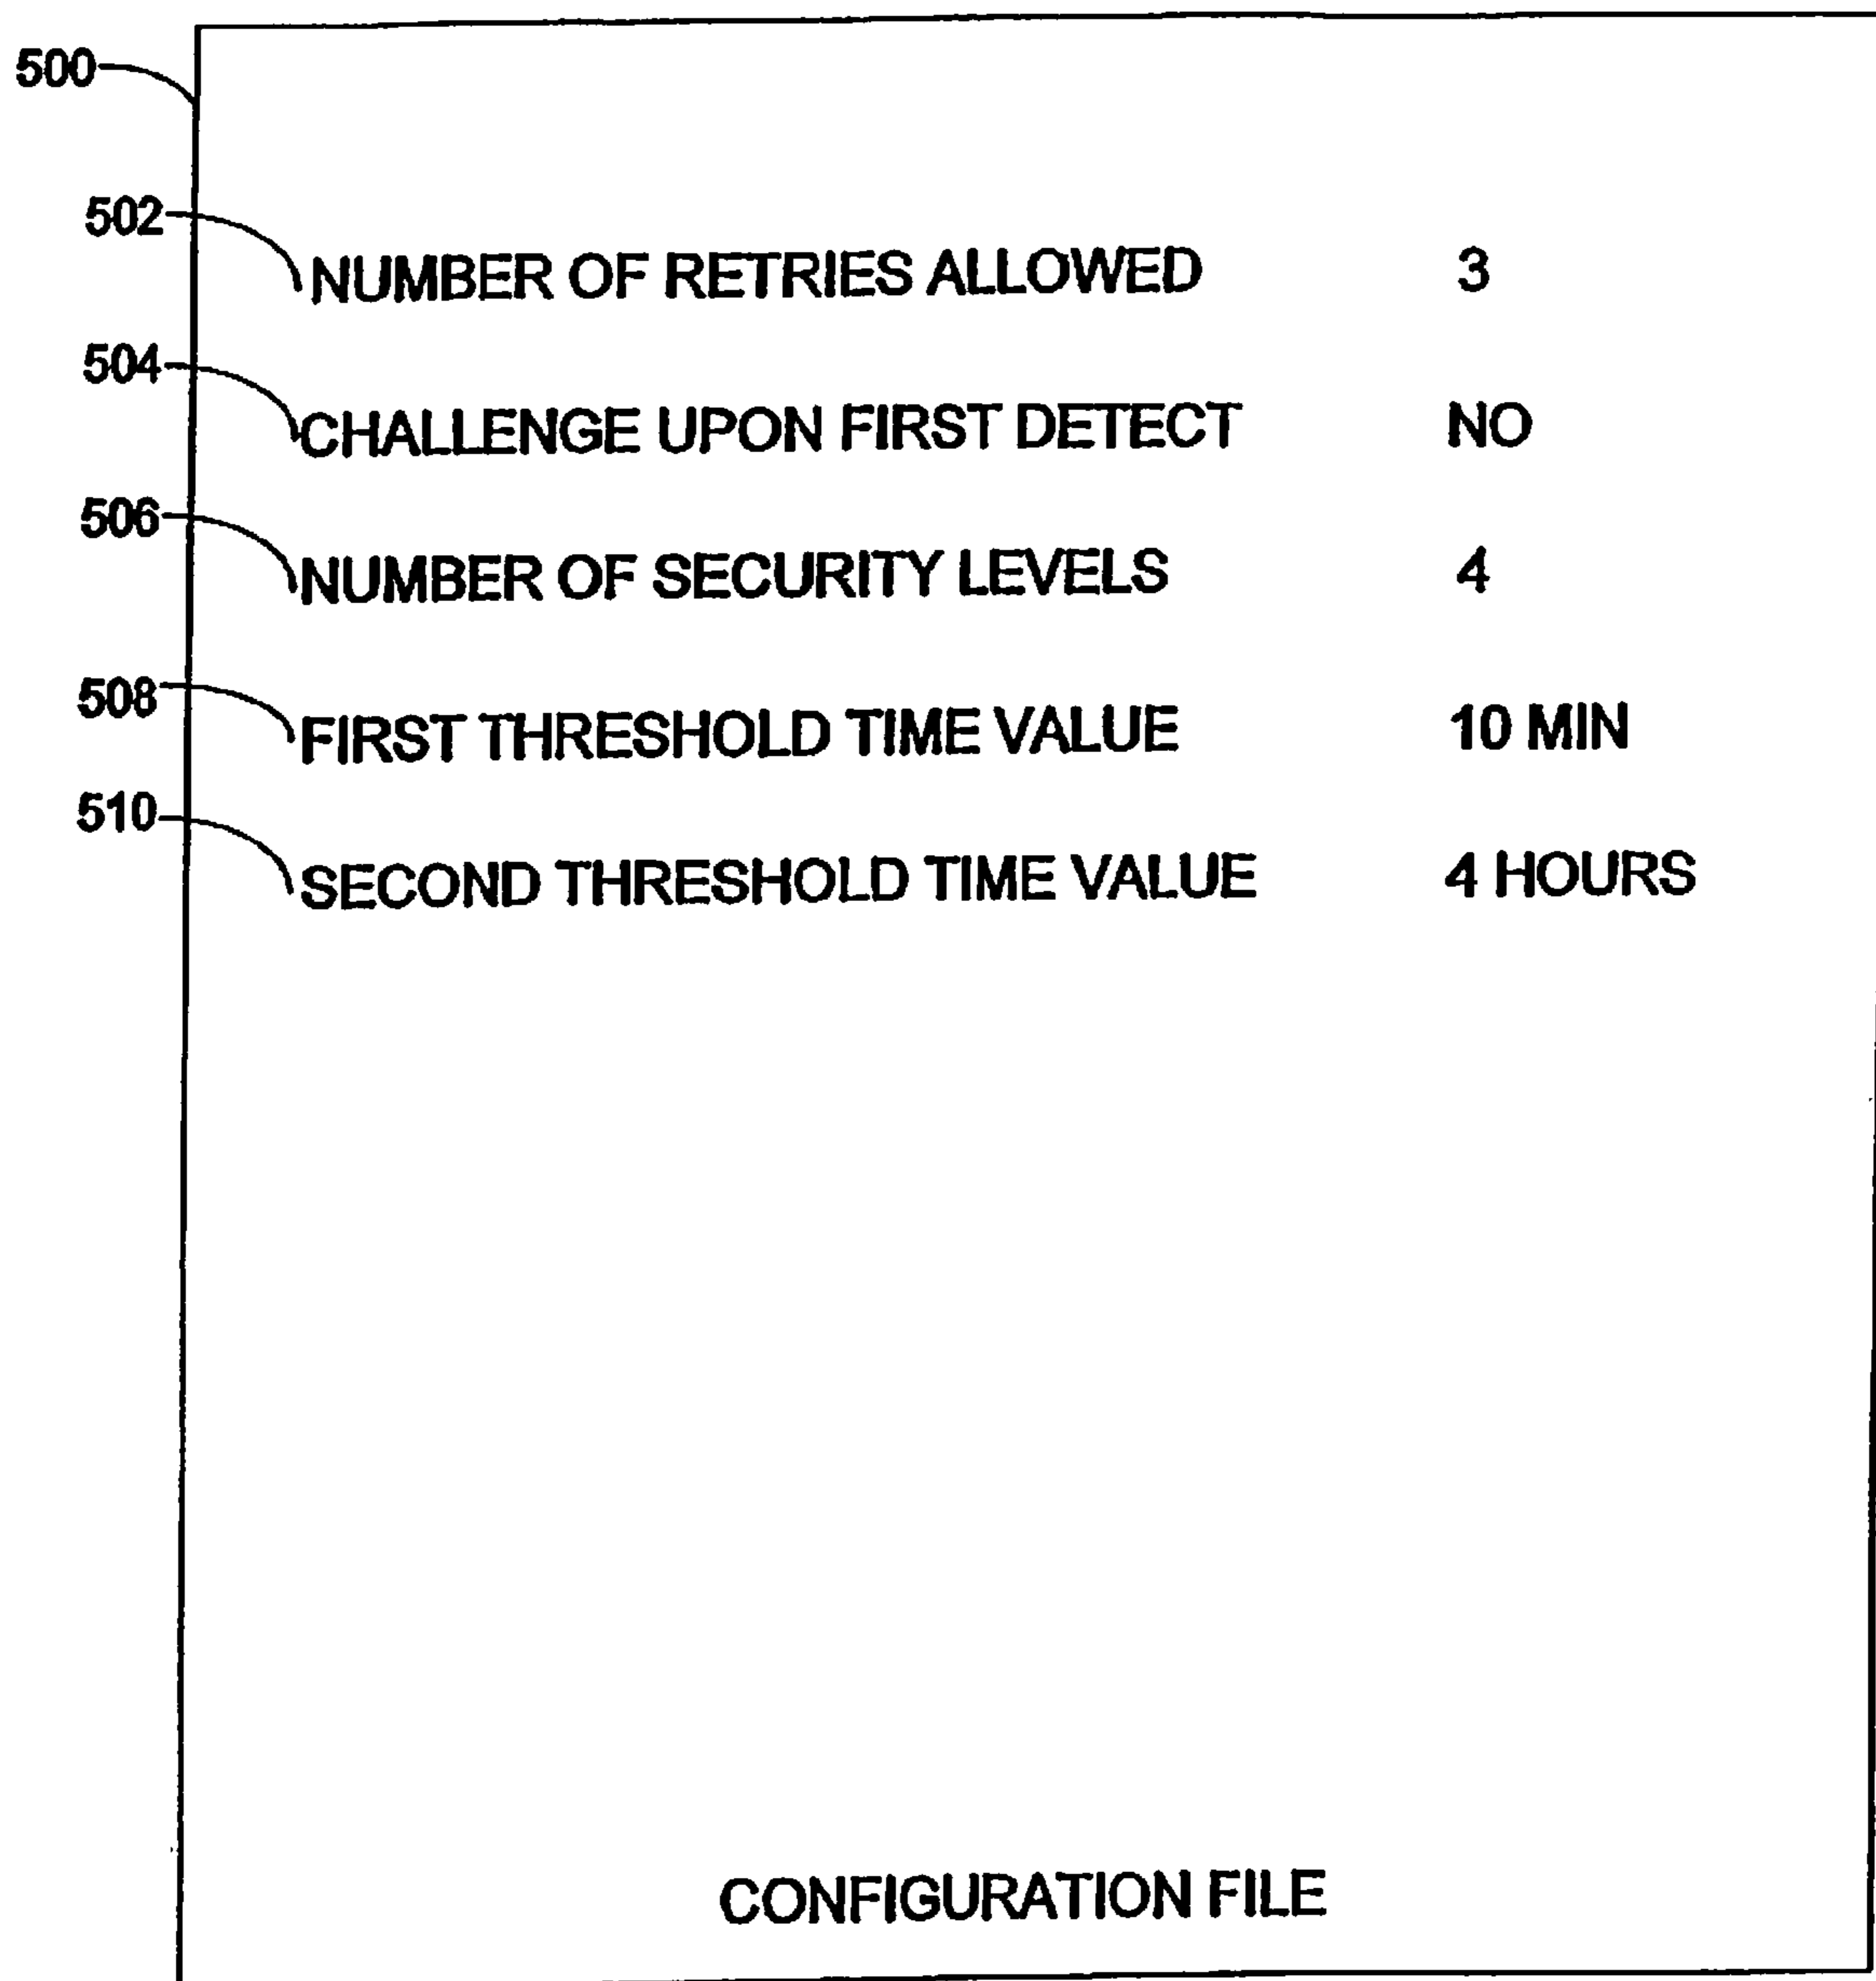 500
502
NUMBER OF RETRIES ALLOWED 3
504
CHALLENGE UPON FIRST DETECT NO
506
NUMBER OF SECURITY LEVELS 4
508
FIRST THRESHOLD TIME VALUE 10 MIN
510
SECOND THRESHOLD TIME VALUE 4 HOURS
CONFIGURATION FILE